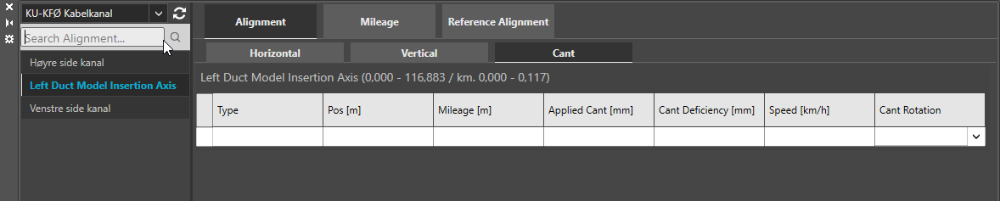 KU-KFØ Kabelkanal
Search Alignment...
Høyre side kanal
Left Duct Model Insertion Axis
Venstre side kanal
Alignment Mileage Reference Alignment
Horizontal Vertical Cant
Left Duct Model Insertion Axis (0,000 - 116,883 / km. 0,000 - 0,117)
Type Pos [m] Mileage [m] Applied Cant [mm] Cant Deficiency [mm] Speed [km/h] Cant Rotation